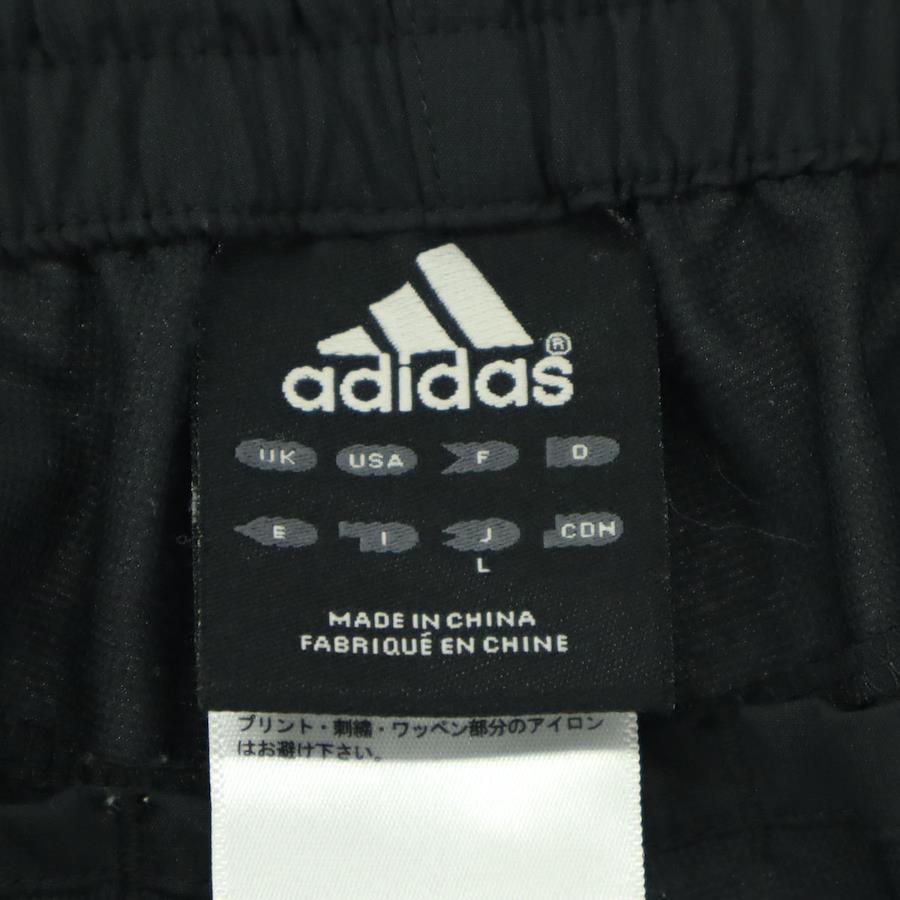 adidas®
UK USA F D
E I J CDN
L
MADE IN CHINA
FABRIQUÉ EN CHINE
プリント・刺繍・ワッペン部分のアイロン
はお避け下さい。